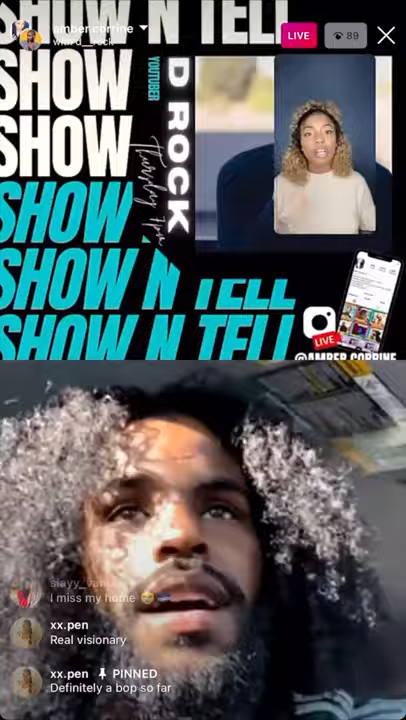 SHOW N TELL
amber corrine
LIVE
89
SHOW
SHOW
SHOW
SHOW N TELL
SHOW N TELL
YOUTUBER
D ROCK
Thursday
LIVE
@AMBER CORRINE
I miss my home 😭
xx.pen
Real visionary
xx.pen PINNED
Definitely a bop so far